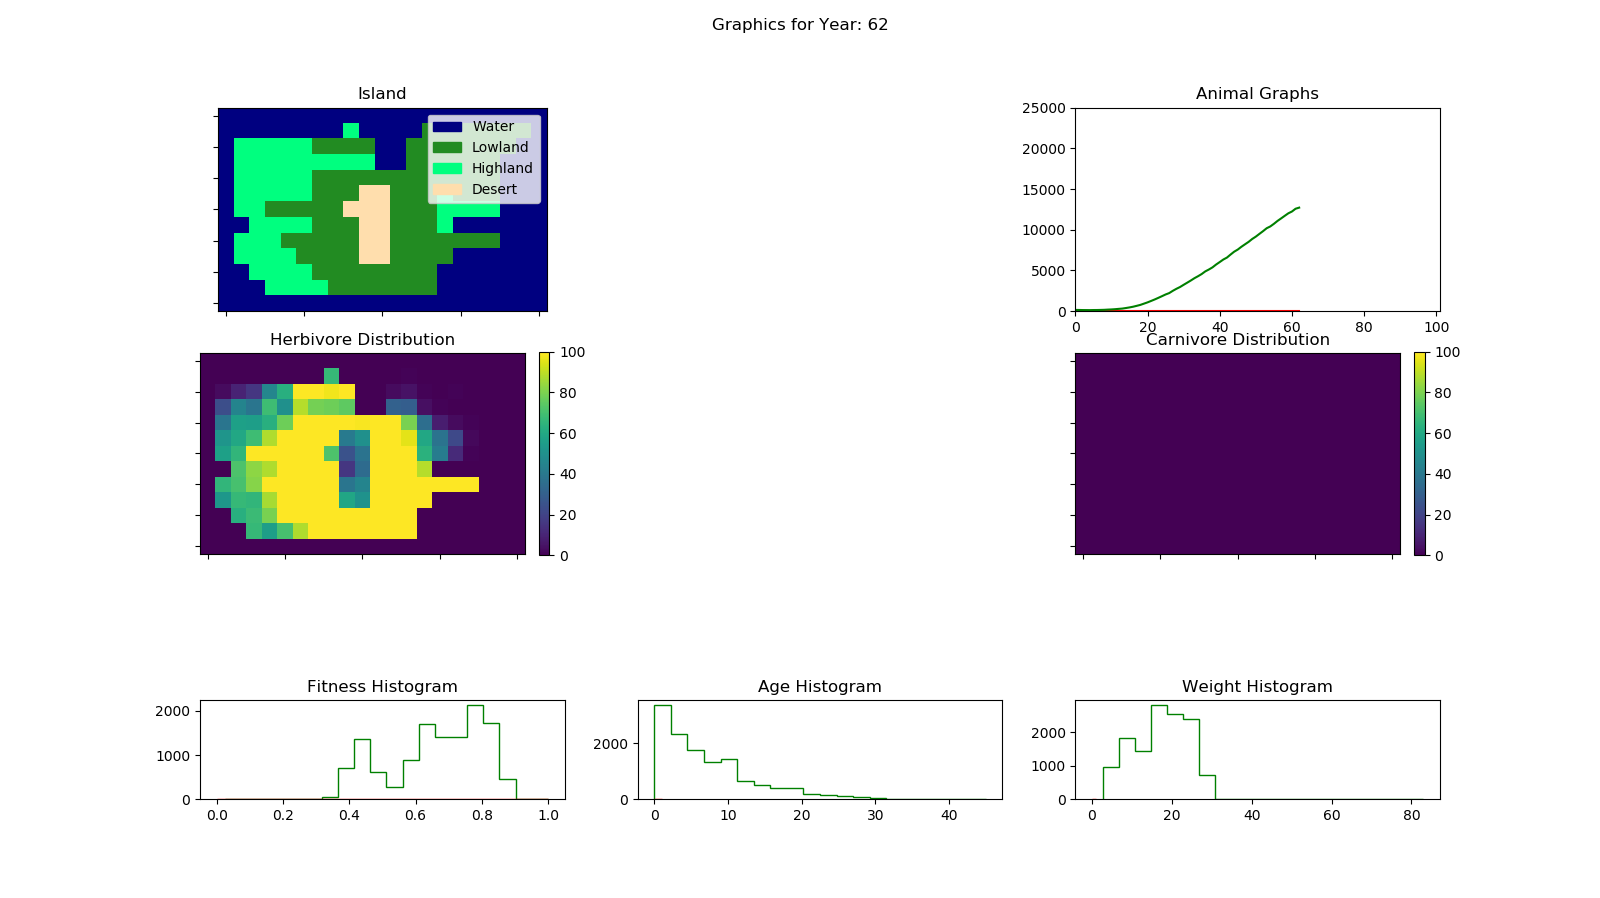 Graphics for Year: 62
Island
Water
Lowland
Highland
Desert
Animal Graphs
25000
20000
15000
10000
5000
0
0 20 40 60 80 100
Herbivore Distribution
100
80
60
40
20
0
Carnivore Distribution
100
80
60
40
20
0
Fitness Histogram
2000
1000
0
0.0 0.2 0.4 0.6 0.8 1.0
Age Histogram
2000
0
0 10 20 30 40
Weight Histogram
2000
1000
0
0 20 40 60 80